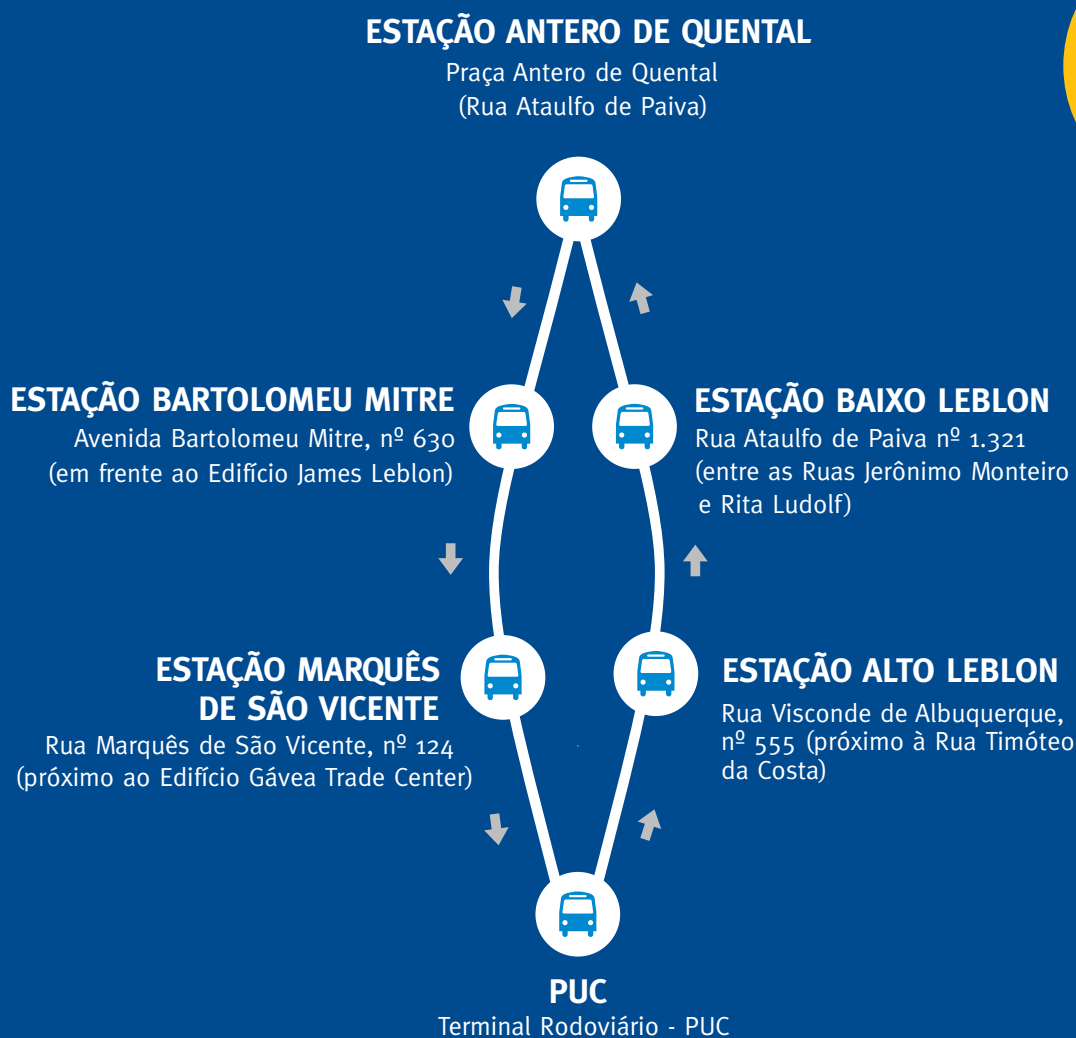 ESTAÇÃO ANTERO DE QUENTAL
Praça Antero de Quental
(Rua Ataulfo de Paiva)
ESTAÇÃO BARTOLOMEU MITRE
Avenida Bartolomeu Mitre, nº 630
(em frente ao Edifício James Leblon)
ESTAÇÃO BAIXO LEBLON
Rua Ataulfo de Paiva nº 1.321
(entre as Ruas Jerônimo Monteiro
e Rita Ludolf)
ESTAÇÃO MARQUÊS
DE SÃO VICENTE
Rua Marquês de São Vicente, nº 124
(próximo ao Edifício Gávea Trade Center)
ESTAÇÃO ALTO LEBLON
Rua Visconde de Albuquerque,
nº 555 (próximo à Rua Timóteo
da Costa)
PUC
Terminal Rodoviário - PUC